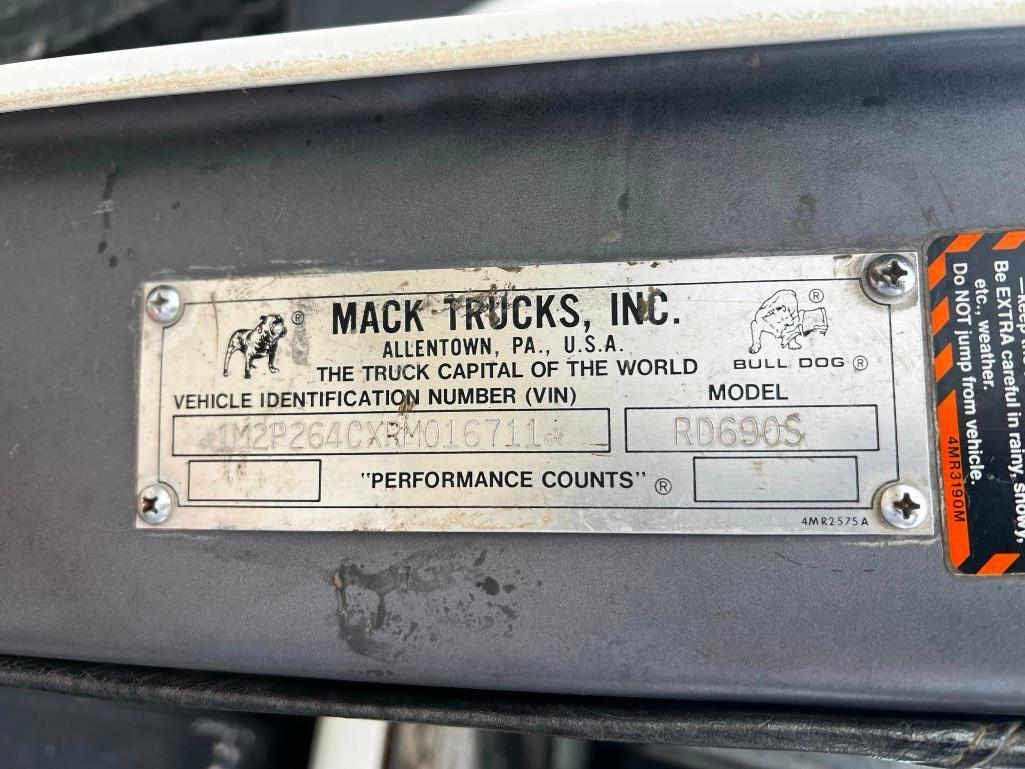 MACK TRUCKS, INC.
ALLENTOWN, PA., U.S.A.
THE TRUCK CAPITAL OF THE WORLD
BULL DOG ®
®
®
VEHICLE IDENTIFICATION NUMBER (VIN)
MODEL
1M2P264CXRM016711
RD690S
"PERFORMANCE COUNTS" ®
4MR2575A
Be EXTRA careful in rainy, snowy,
etc., weather.
Do NOT jump from vehicle.
4MR3190M